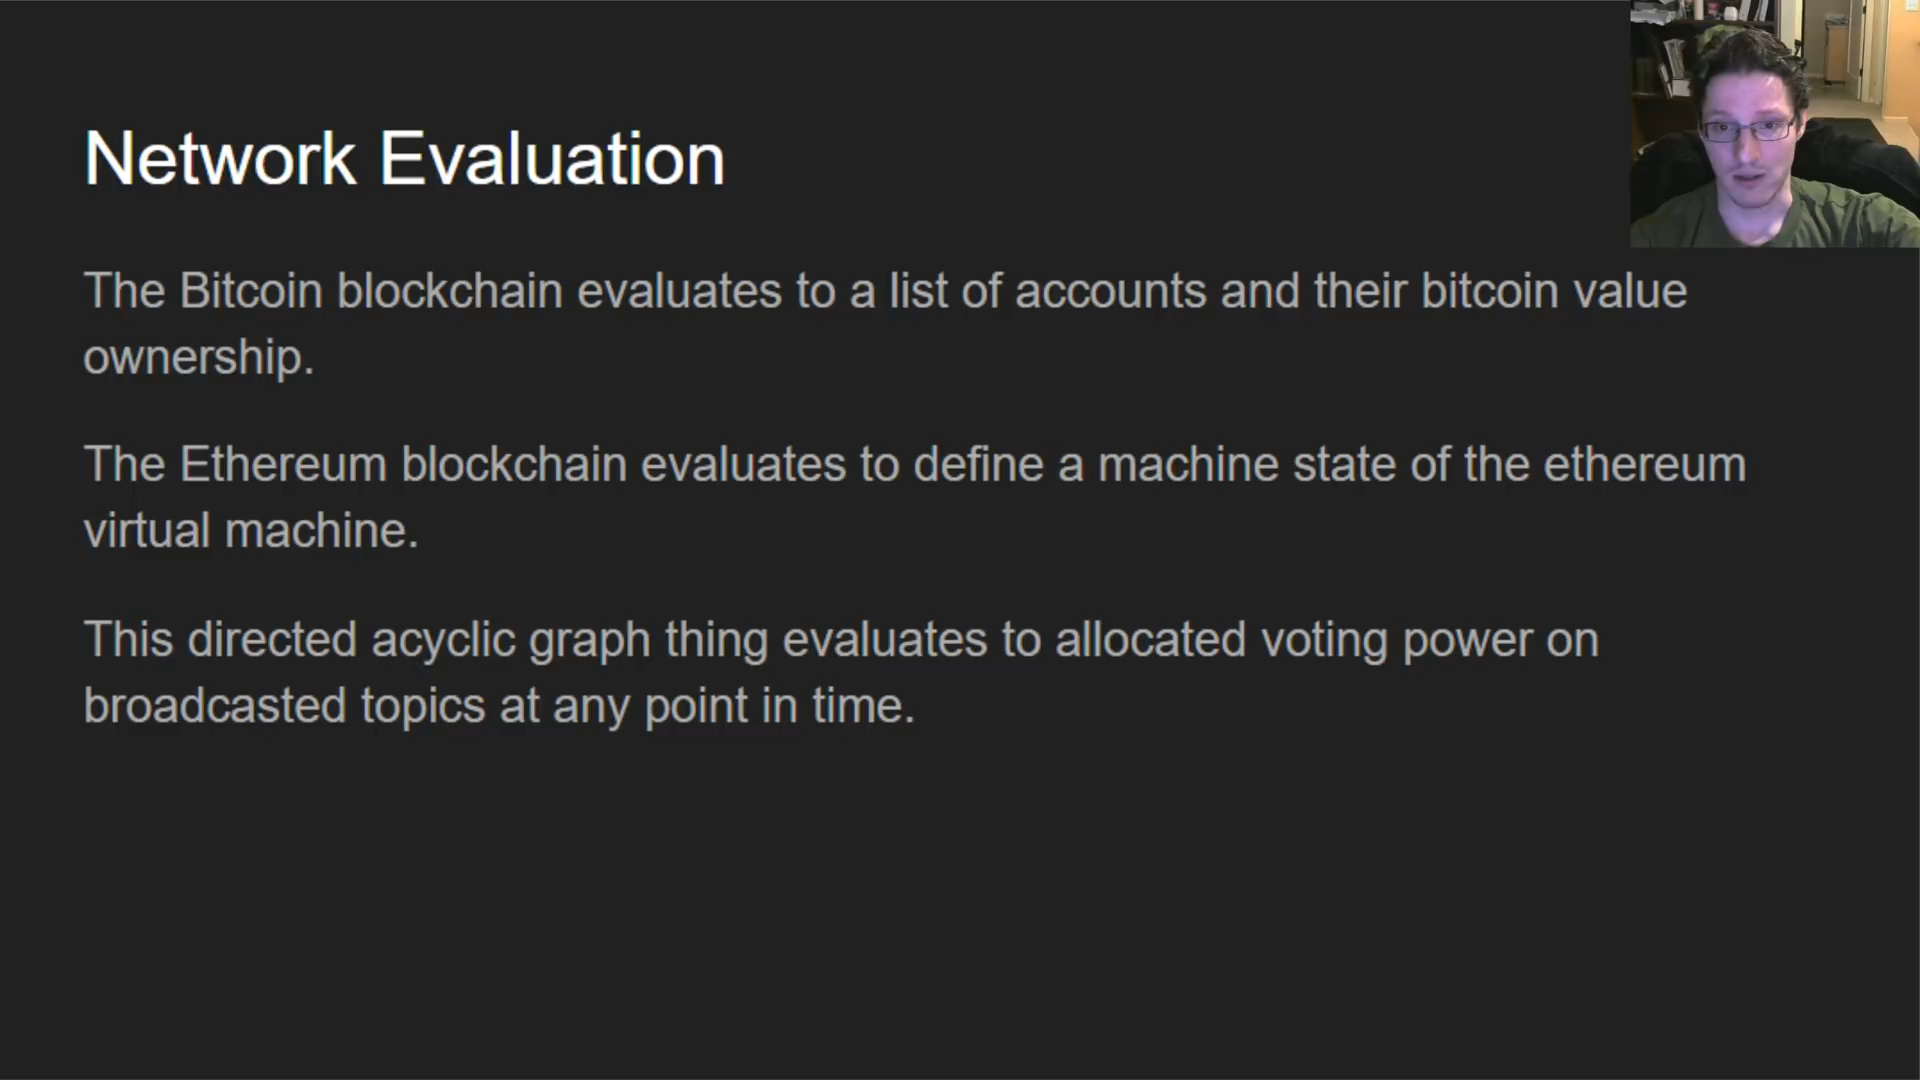 Network Evaluation
The Bitcoin blockchain evaluates to a list of accounts and their bitcoin value
ownership.
The Ethereum blockchain evaluates to define a machine state of the ethereum
virtual machine.
This directed acyclic graph thing evaluates to allocated voting power on
broadcasted topics at any point in time.